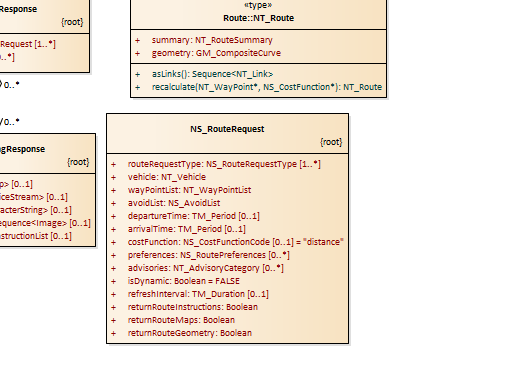 Response
{root}
Request [1..*]
..*]
0..*
0..*
gResponse
{root}
p> [0..1]
iceStream> [0..1]
acterString> [0..1]
equence<Image> [0..1]
structionList [0..1]
«type»
Route::NT_Route
+ summary: NT_RouteSummary
+ geometry: GM_CompositeCurve
+ asLinks(): Sequence<NT_Link>
+ recalculate(NT_WayPoint*, NS_CostFunction*): NT_Route
NS_RouteRequest
{root}
+ routeRequestType: NS_RouteRequestType [1..*]
+ vehicle: NT_Vehicle
+ wayPointList: NT_WayPointList
+ avoidList: NS_AvoidList
+ departureTime: TM_Period [0..1]
+ arrivalTime: TM_Period [0..1]
+ costFunction: NS_CostFunctionCode [0..1] = "distance"
+ preferences: NS_RoutePreferences [0..*]
+ advisories: NT_AdvisoryCategory [0..*]
+ isDynamic: Boolean = FALSE
+ refreshInterval: TM_Duration [0..1]
+ returnRouteInstructions: Boolean
+ returnRouteMaps: Boolean
+ returnRouteGeometry: Boolean